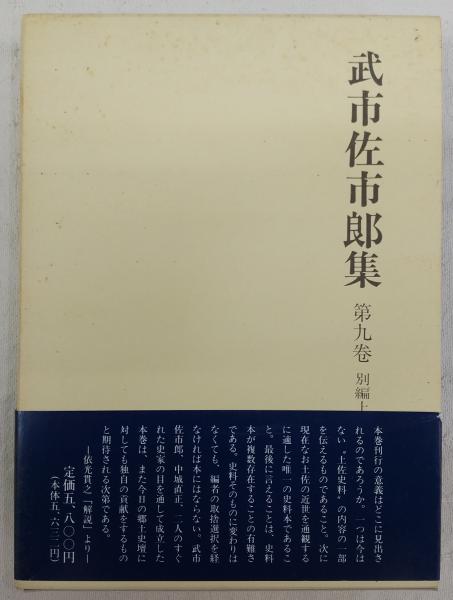 武市佐市郎集
第九巻 別編
本巻刊行の意義はどこに見出さ
れるのであろうか。一つは今は
ない〝土佐史料〟の内容の一部
を伝えるものであること。次に
現在なお土佐の近世を通観する
に適した唯一の史料本であるこ
と。最後に言えることは、史料
本が複数存在することの有難さ
である。史料そのものに変わりは
なくても、編者の取捨選択を経
なければ本にはならない。武市
佐市郎、中城直正、二人のすぐ
れた史家の目を通して成立した
本巻は、また今日の郷土史壇に
対しても独自の貢献をするもの
と期待される次第である。
―依光貫之「解説」より―
定価五、八〇〇円
(本体五、六三一円)